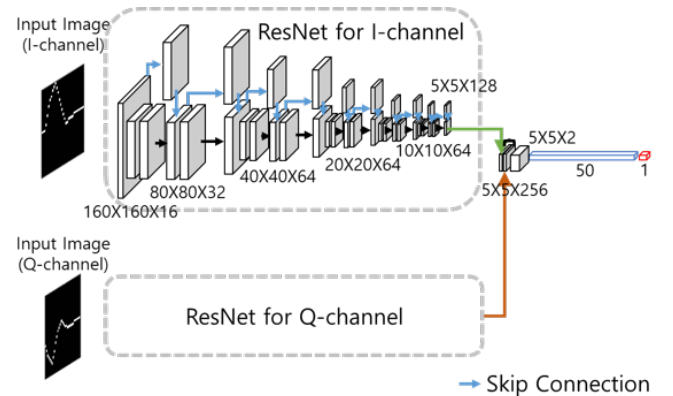 Input Image
(I-channel)
ResNet for I-channel
5X5X128
10X10X64
20X20X64
40X40X64
80X80X32
160X160X16
5X5X2
5X5X256
50
1
Input Image
(Q-channel)
ResNet for Q-channel
Skip Connection